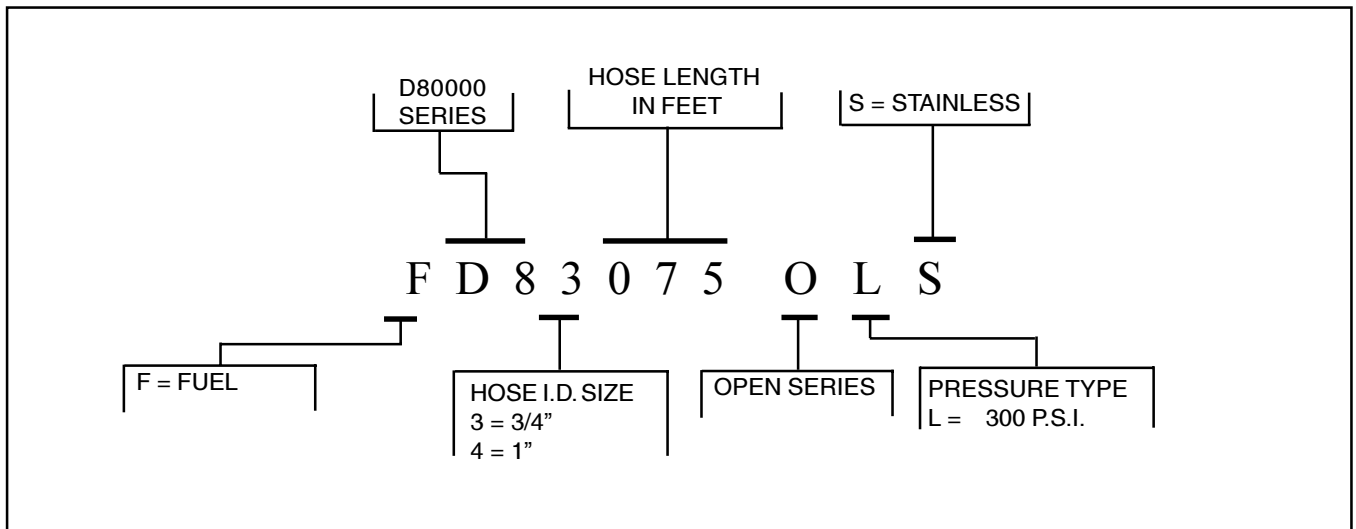 D80000
SERIES
HOSE LENGTH
IN FEET
S = STAINLESS
F D 8 3 0 7 5 O L S
F = FUEL
HOSE I.D. SIZE
3 = 3/4”
4 = 1”
OPEN SERIES
PRESSURE TYPE
L = 300 P.S.I.